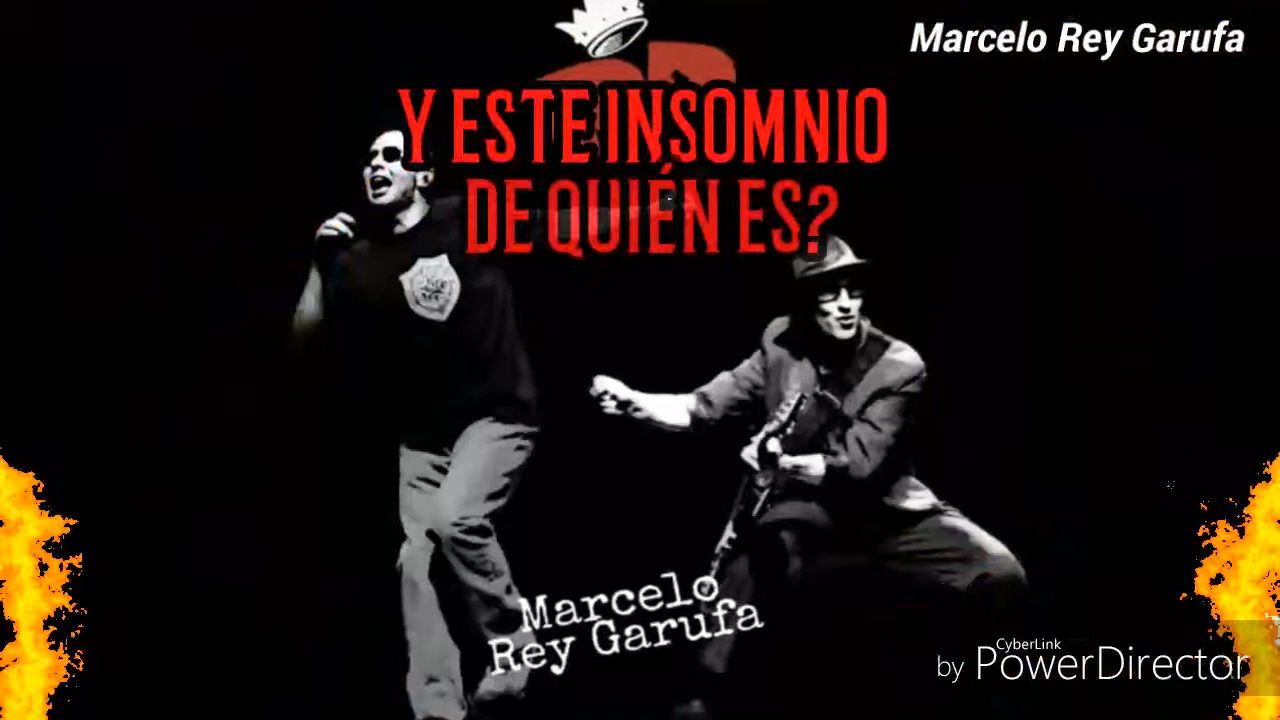 Marcelo Rey Garufa
Y ESTE INSOMNIO
DE QUIÉN ES?
Marcelo
Rey Garufa
CyberLink
by PowerDirector